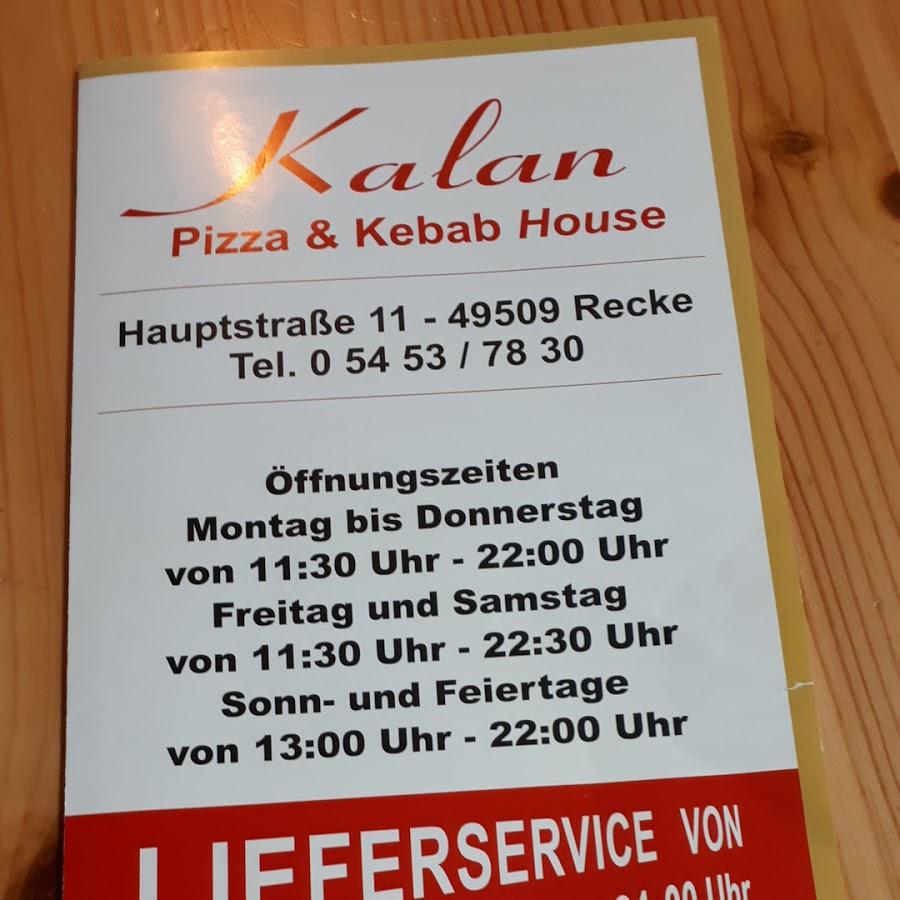 Kalan
Pizza & Kebab House
Hauptstraße 11 - 49509 Recke
Tel. 0 54 53 / 78 30
Öffnungszeiten
Montag bis Donnerstag
von 11:30 Uhr - 22:00 Uhr
Freitag und Samstag
von 11:30 Uhr - 22:30 Uhr
Sonn- und Feiertage
von 13:00 Uhr - 22:00 Uhr
LIEFERSERVICE VON
Uhr